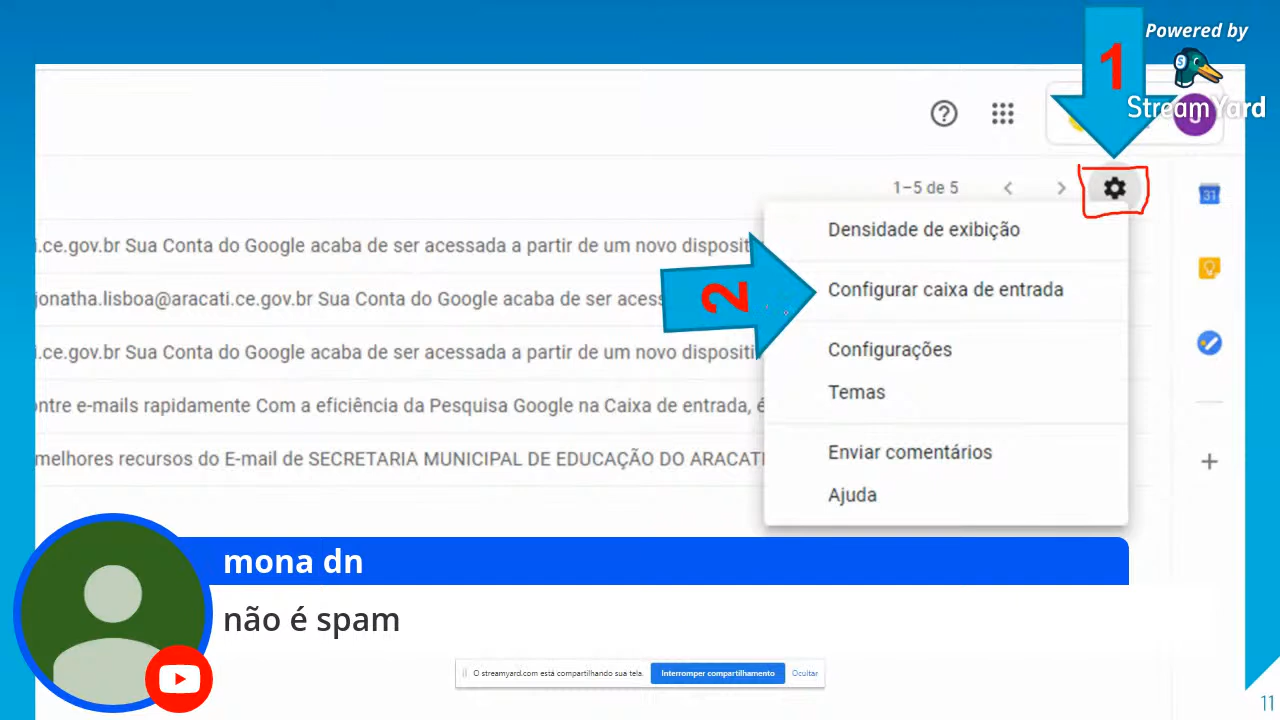 Powered by
StreamYard
1
1–5 de 5
31
Densidade de exibição
i.ce.gov.br Sua Conta do Google acaba de ser acessada a partir de um novo dispositi
2
Configurar caixa de entrada
jonatha.lisboa@aracati.ce.gov.br Sua Conta do Google acaba de ser acess
Configurações
i.ce.gov.br Sua Conta do Google acaba de ser acessada a partir de um novo dispositi
Temas
ontre e-mails rapidamente Com a eficiência da Pesquisa Google na Caixa de entrada, é
Enviar comentários
melhores recursos do E-mail de SECRETARIA MUNICIPAL DE EDUCAÇÃO DO ARACATI
Ajuda
mona dn
não é spam
O streamyard.com está compartilhando sua tela.
Interromper compartilhamento
Ocultar
11